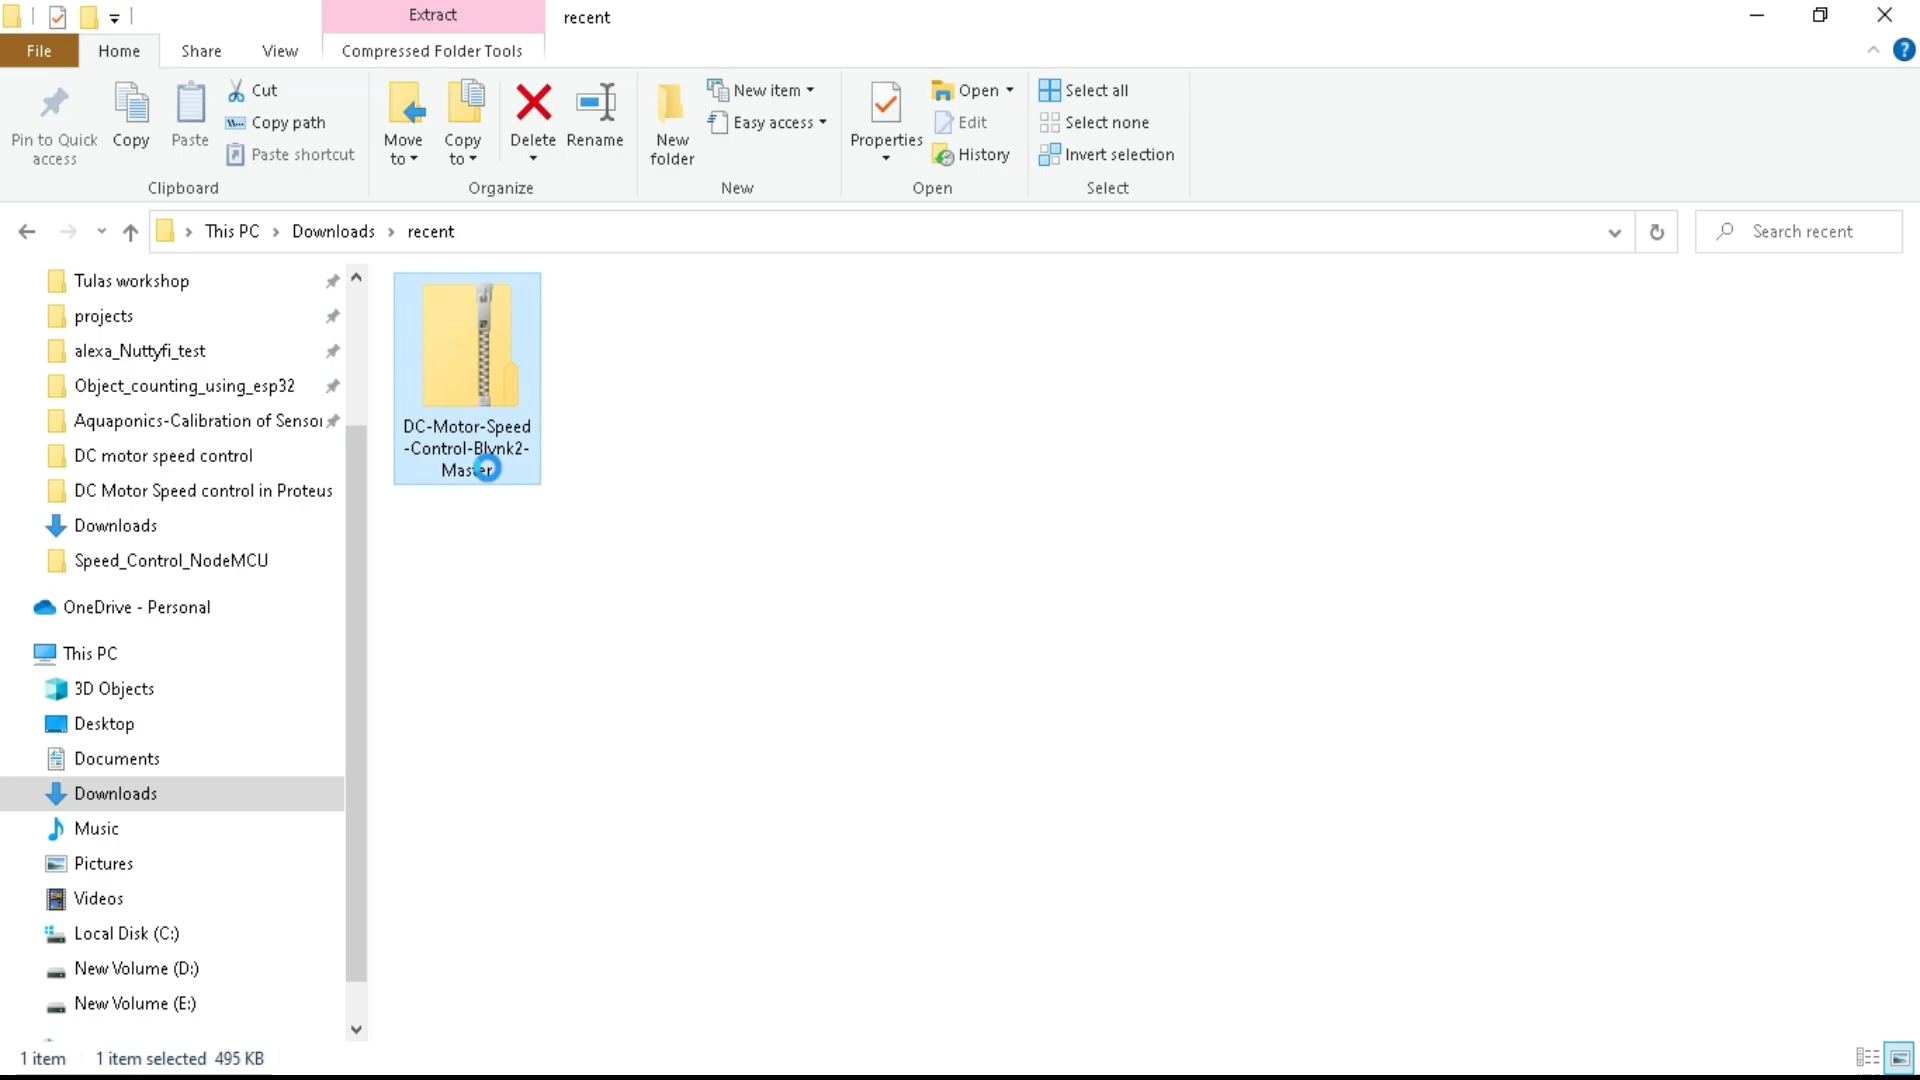 Extract
recent
File
Home
Share
View
Compressed Folder Tools
Pin to Quick
access
Copy
Paste
Cut
Copy path
Paste shortcut
Clipboard
Move
to
Copy
to
Delete
Rename
Organize
New
folder
New item
Easy access
New
Properties
Open
Edit
History
Open
Select all
Select none
Invert selection
Select
This PC
Downloads
recent
Search recent
Tulas workshop
projects
alexa_Nuttyfi_test
Object_counting_using_esp32
Aquaponics-Calibration of Sensor
DC motor speed control
DC Motor Speed control in Proteus
Downloads
Speed_Control_NodeMCU
OneDrive - Personal
This PC
3D Objects
Desktop
Documents
Downloads
Music
Pictures
Videos
Local Disk (C:)
New Volume (D:)
New Volume (E:)
DC-Motor-Speed
-Control-Blynk2-
Master
1 item
1 item selected 495 KB